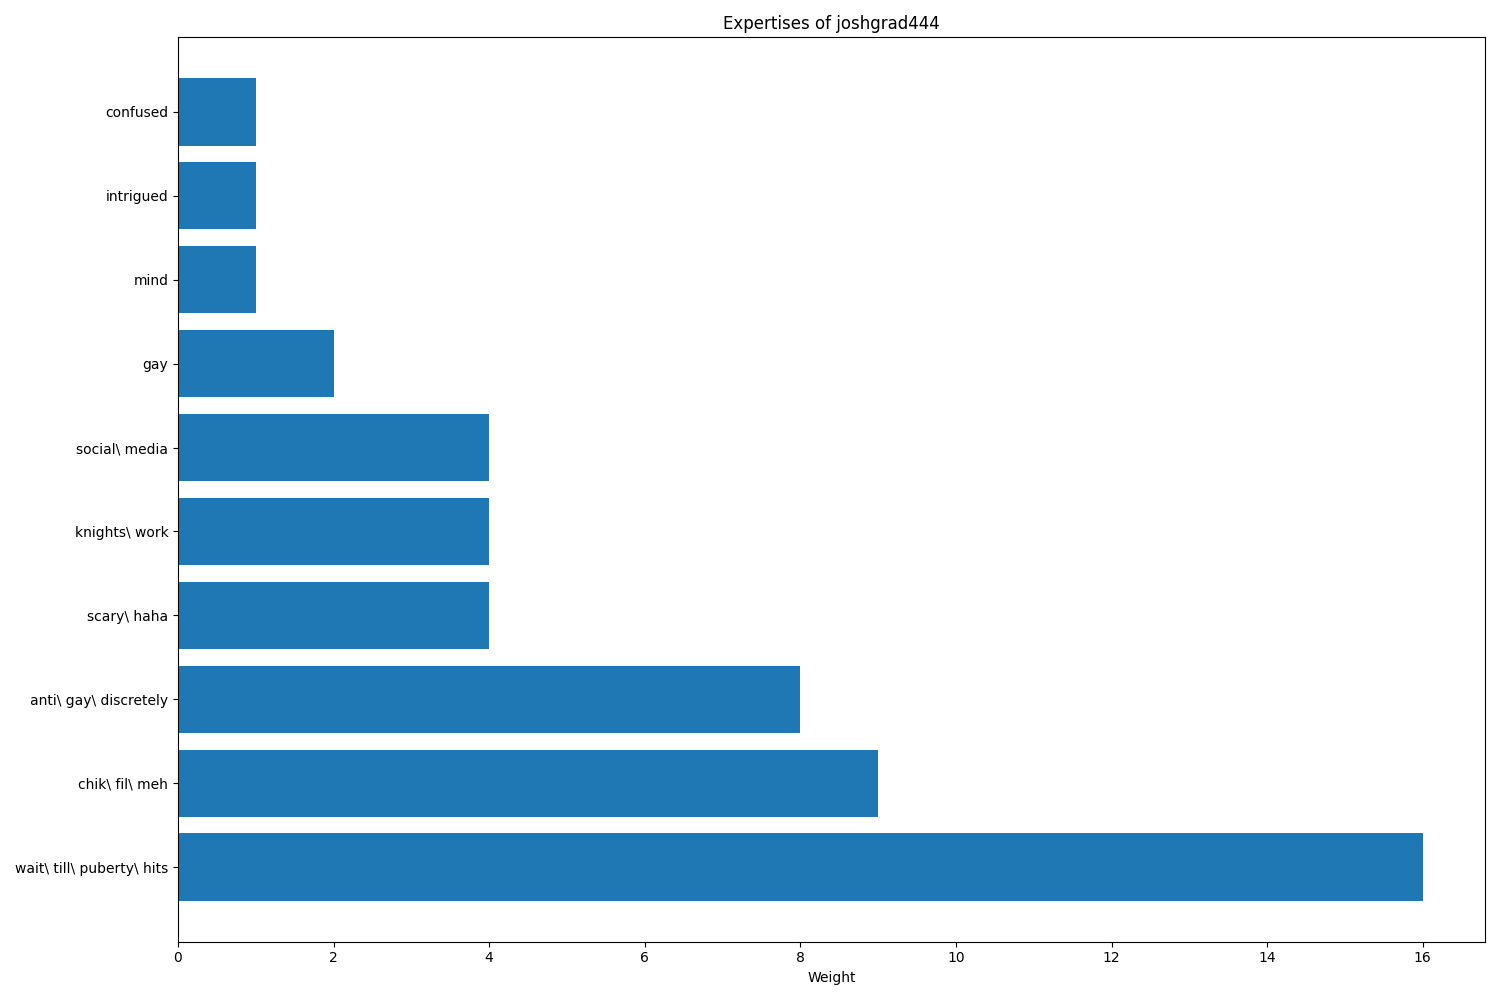 Expertises of joshgrad444
confused
intrigued
mind
gay
social\ media
knights\ work
scary\ haha
anti\ gay\ discretely
chik\ fil\ meh
wait\ till\ puberty\ hits
0 2 4 6 8 10 12 14 16
Weight